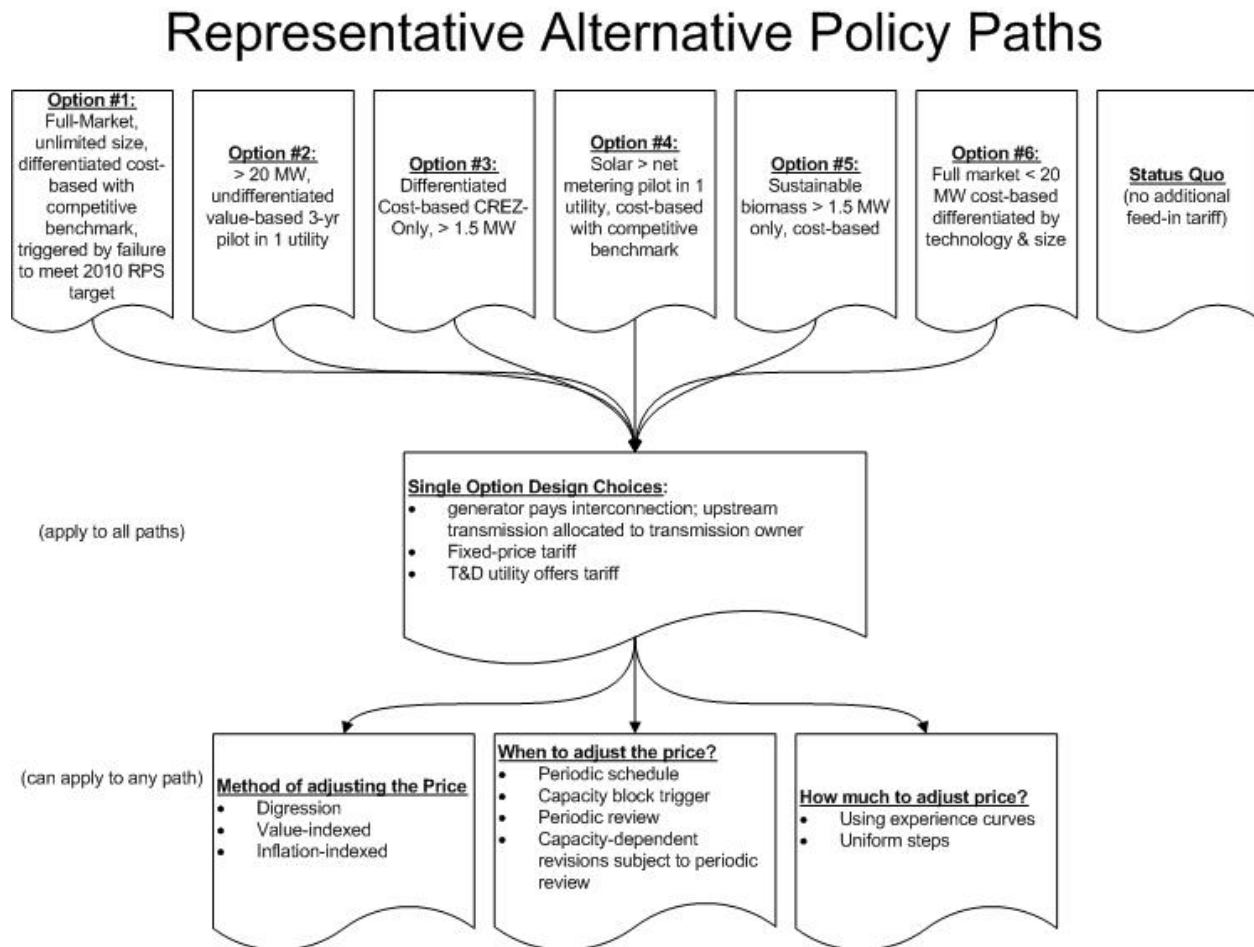 Representative Alternative Policy Paths
Option #1:
Full-Market,
unlimited size,
differentiated cost-
based with
competitive
benchmark,
triggered by failure
to meet 2010 RPS
target
Option #2:
> 20 MW,
undifferentiated
value-based 3-yr
pilot in 1 utility
Option #3:
Differentiated
Cost-based CREZ-
Only, > 1.5 MW
Option #4:
Solar > net
metering pilot in 1
utility, cost-based
with competitive
benchmark
Option #5:
Sustainable
biomass > 1.5 MW
only, cost-based
Option #6:
Full market < 20
MW cost-based
differentiated by
technology & size
Status Quo
(no additional
feed-in tariff)
(apply to all paths)
Single Option Design Choices:
• generator pays interconnection; upstream
transmission allocated to transmission owner
• Fixed-price tariff
• T&D utility offers tariff
(can apply to any path)
Method of adjusting the Price
• Digression
• Value-indexed
• Inflation-indexed
When to adjust the price?
• Periodic schedule
• Capacity block trigger
• Periodic review
• Capacity-dependent
revisions subject to periodic
review
How much to adjust price?
• Using experience curves
• Uniform steps